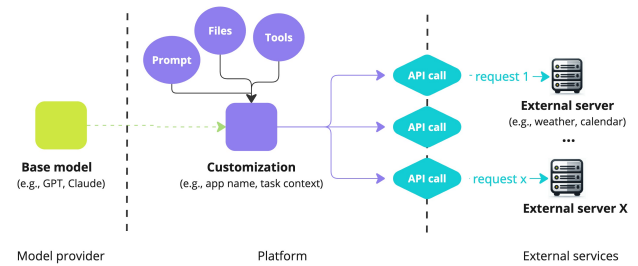 Files
Tools
Prompt
API call
request 1
External server
(e.g., weather, calendar)
...
API call
Base model
(e.g., GPT, Claude)
Customization
(e.g., app name, task context)
API call
request x
External server X
Model provider
Platform
External services